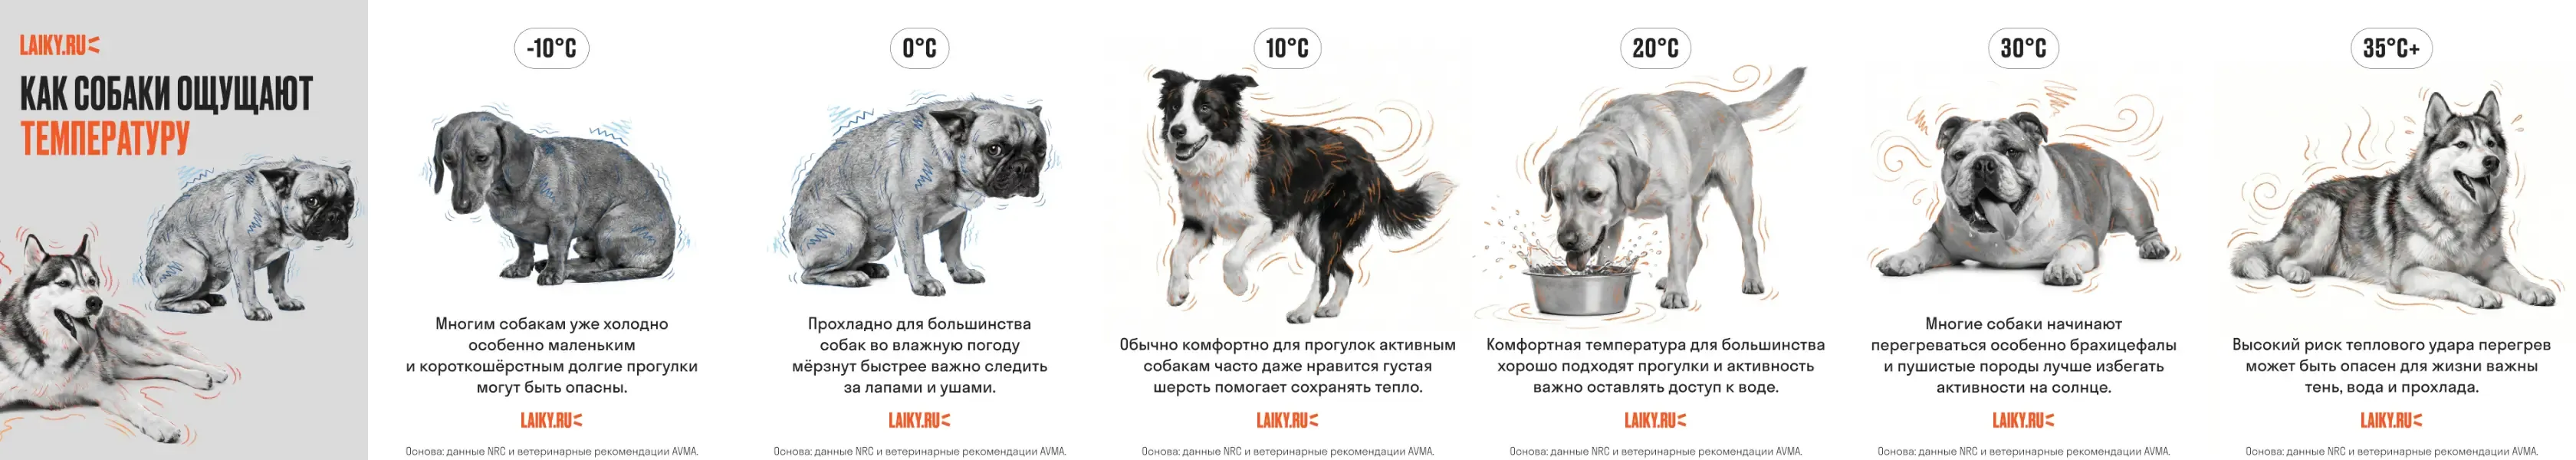 LAIKY.RU
КАК СОБАКИ ОЩУЩАЮТ
ТЕМПЕРАТУРУ
-10°C
Многим собакам уже холодно
особенно маленьким
и короткошёрстным долгие прогулки
могут быть опасны.
LAIKY.RU
Основа: данные NRC и ветеринарные рекомендации AVMA.
0°C
Прохладно для большинства
собак во влажную погоду
мёрзнут быстрее важно следить
за лапами и ушами.
LAIKY.RU
Основа: данные NRC и ветеринарные рекомендации AVMA.
10°C
Обычно комфортно для прогулок активным
собакам часто даже нравится густая
шерсть помогает сохранять тепло.
LAIKY.RU
Основа: данные NRC и ветеринарные рекомендации AVMA.
20°C
Комфортная температура для большинства
хорошо подходят прогулки и активность
важно оставлять доступ к воде.
LAIKY.RU
Основа: данные NRC и ветеринарные рекомендации AVMA.
30°C
Многие собаки начинают
перегреваться особенно брахицефалы
и пушистые породы лучше избегать
активности на солнце.
LAIKY.RU
Основа: данные NRC и ветеринарные рекомендации AVMA.
35°C+
Высокий риск теплового удара перегрев
может быть опасен для жизни важны
тень, вода и прохлада.
LAIKY.RU
Основа: данные NRC и ветеринарные рекомендации AVMA.